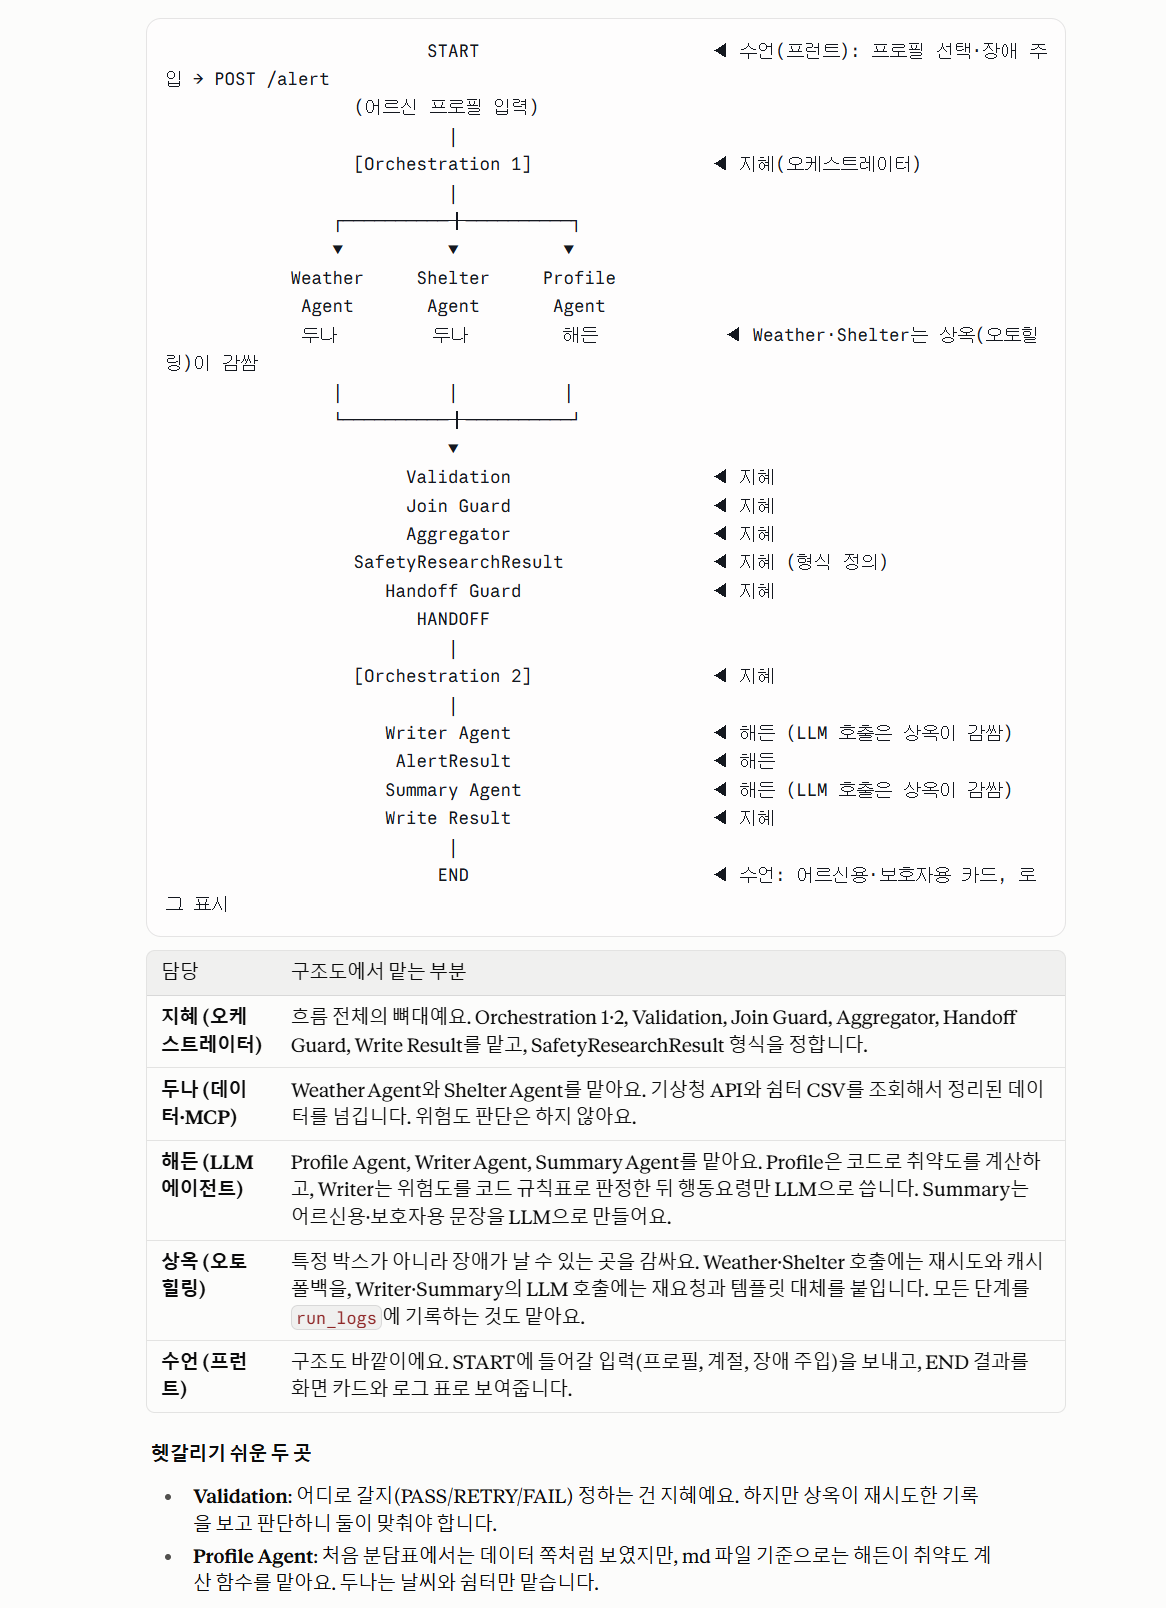 START ◀ 수언(프런트): 프로필 선택·장애 주
입 → POST /alert
(어르신 프로필 입력)
[Orchestration 1] ◀ 지혜(오케스트레이터)
▼ ▼ ▼
Weather Shelter Profile
Agent Agent Agent
두나 두나 해든 ◀ Weather·Shelter는 상옥(오토힐
링)이 감쌈
▼
Validation ◀ 지혜
Join Guard ◀ 지혜
Aggregator ◀ 지혜
SafetyResearchResult ◀ 지혜 (형식 정의)
Handoff Guard ◀ 지혜
HANDOFF
[Orchestration 2] ◀ 지혜
Writer Agent ◀ 해든 (LLM 호출은 상옥이 감쌈)
AlertResult ◀ 해든
Summary Agent ◀ 해든 (LLM 호출은 상옥이 감쌈)
Write Result ◀ 지혜
END ◀ 수언: 어르신용·보호자용 카드, 로
그 표시
담당 구조도에서 맡는 부분
지혜 (오케 흐름 전체의 뼈대예요. Orchestration 1·2, Validation, Join Guard, Aggregator, Handoff
스트레이터) Guard, Write Result를 맡고, SafetyResearchResult 형식을 정합니다.
두나 (데이 Weather Agent와 Shelter Agent를 맡아요. 기상청 API와 쉼터 CSV를 조회해서 정리된 데이
터·MCP) 터를 넘깁니다. 위험도 판단은 하지 않아요.
해든 (LLM Profile Agent, Writer Agent, Summary Agent를 맡아요. Profile은 코드로 취약도를 계산하
에이전트) 고, Writer는 위험도를 코드 규칙표로 판정한 뒤 행동요령만 LLM으로 씁니다. Summary는
어르신용·보호자용 문장을 LLM으로 만들어요.
상옥 (오토 특정 박스가 아니라 장애가 날 수 있는 곳을 감싸요. Weather·Shelter 호출에는 재시도와 캐시
힐링) 폴백을, Writer·Summary의 LLM 호출에는 재요청과 템플릿 대체를 붙입니다. 모든 단계를
run_logs에 기록하는 것도 맡아요.
수언 (프런 구조도 바깥이에요. START에 들어갈 입력(프로필, 계절, 장애 주입)을 보내고, END 결과를
트) 화면 카드와 로그 표로 보여줍니다.
헷갈리기 쉬운 두 곳
• Validation: 어디로 갈지(PASS/RETRY/FAIL) 정하는 건 지혜예요. 하지만 상옥이 재시도한 기록
을 보고 판단하니 둘이 맞춰야 합니다.
• Profile Agent: 처음 분담표에서는 데이터 쪽처럼 보였지만, md 파일 기준으로는 해든이 취약도 계
산 함수를 맡아요. 두나는 날씨와 쉼터만 맡습니다.